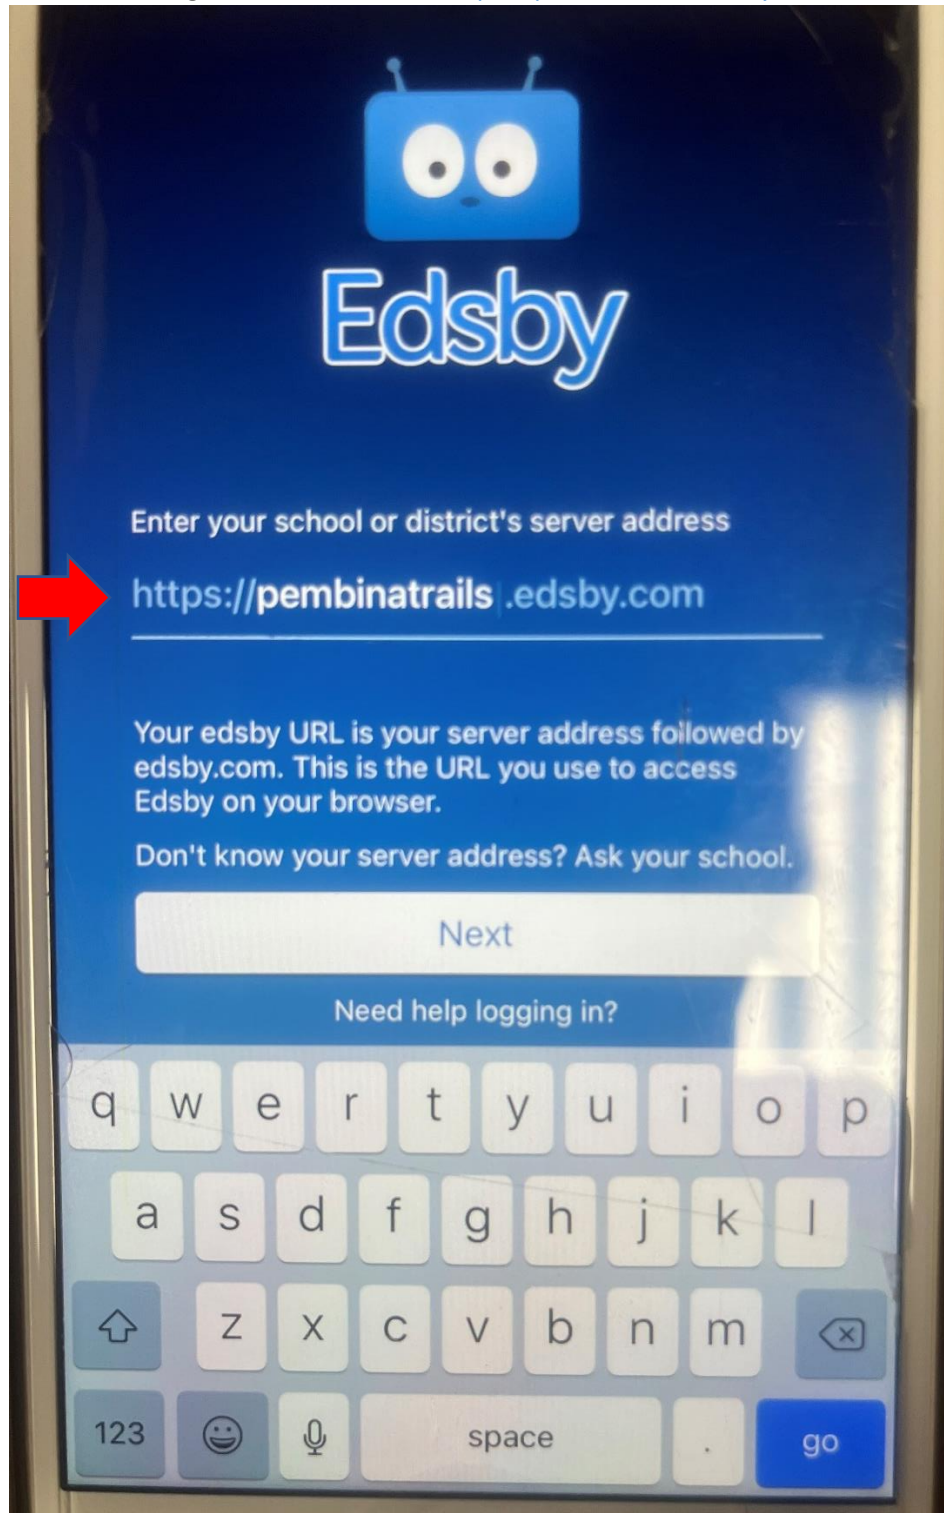 Edsby
Enter your school or district's server address
https://pembinatrails .edsby.com
Your edsby URL is your server address followed by
edsby.com. This is the URL you use to access
Edsby on your browser.
Don't know your server address? Ask your school.
Next
Need help logging in?
q w e r t y u i o p
a s d f g h j k l
z x c v b n m
123 space . go